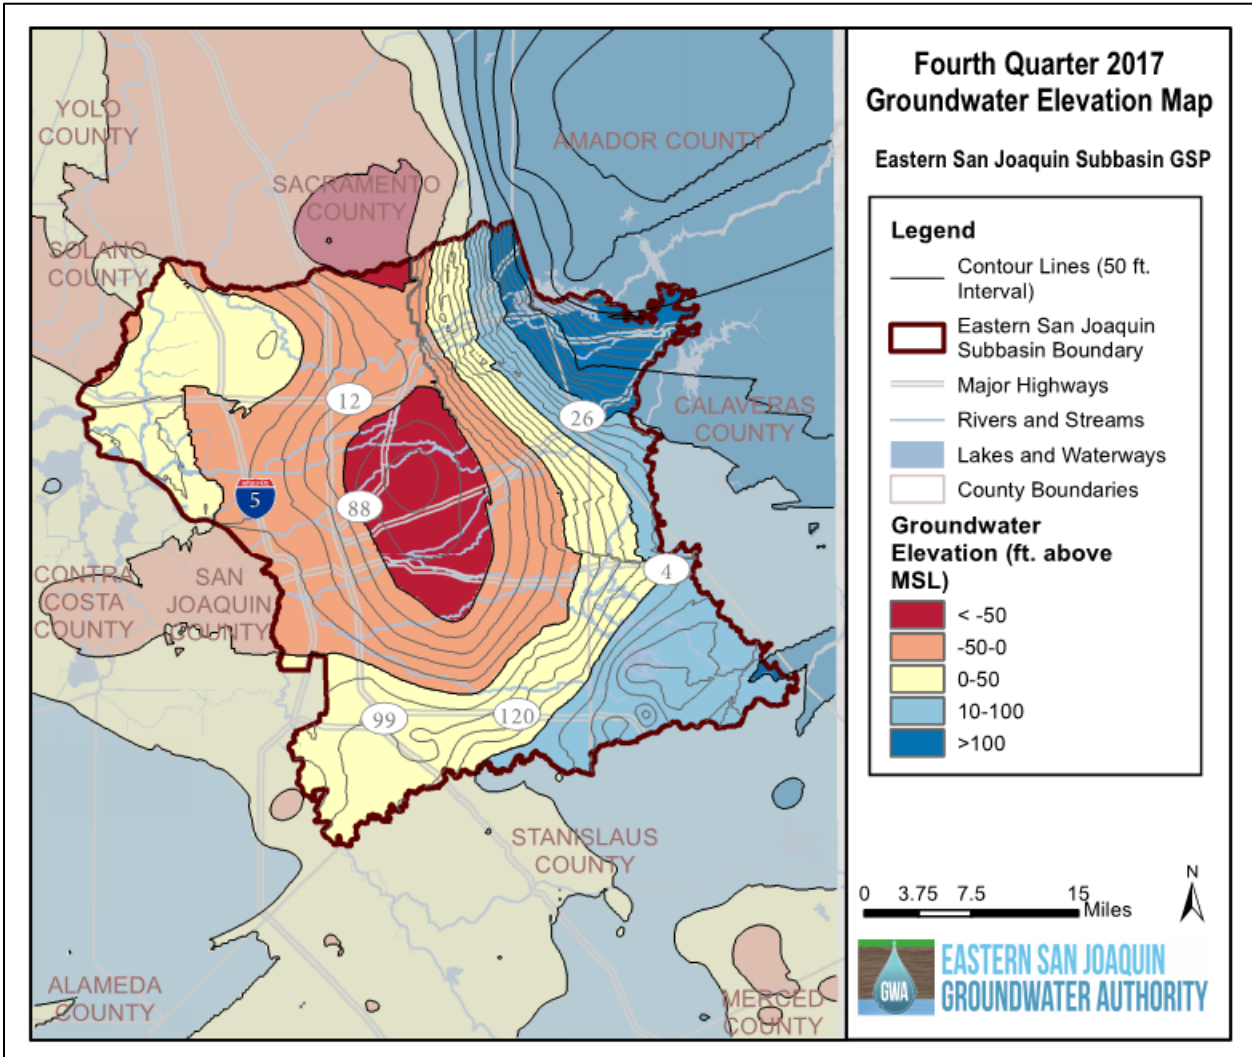 Fourth Quarter 2017
Groundwater Elevation Map
Eastern San Joaquin Subbasin GSP
Legend
Contour Lines (50 ft.
Interval)
Eastern San Joaquin
Subbasin Boundary
Major Highways
Rivers and Streams
Lakes and Waterways
County Boundaries
Groundwater
Elevation (ft. above
MSL)
< -50
-50-0
0-50
10-100
>100
0 3.75 7.5 15
Miles
N
GWA
EASTERN SAN JOAQUIN
GROUNDWATER AUTHORITY
YOLO
COUNTY
AMADOR COUNTY
SACRAMENTO
COUNTY
SOLANO
COUNTY
12
26
CALAVERAS
COUNTY
5
88
4
CONTRA
COSTA
COUNTY
SAN
JOAQUIN
COUNTY
99
120
STANISLAUS
COUNTY
ALAMEDA
COUNTY
MERCED
COUNTY